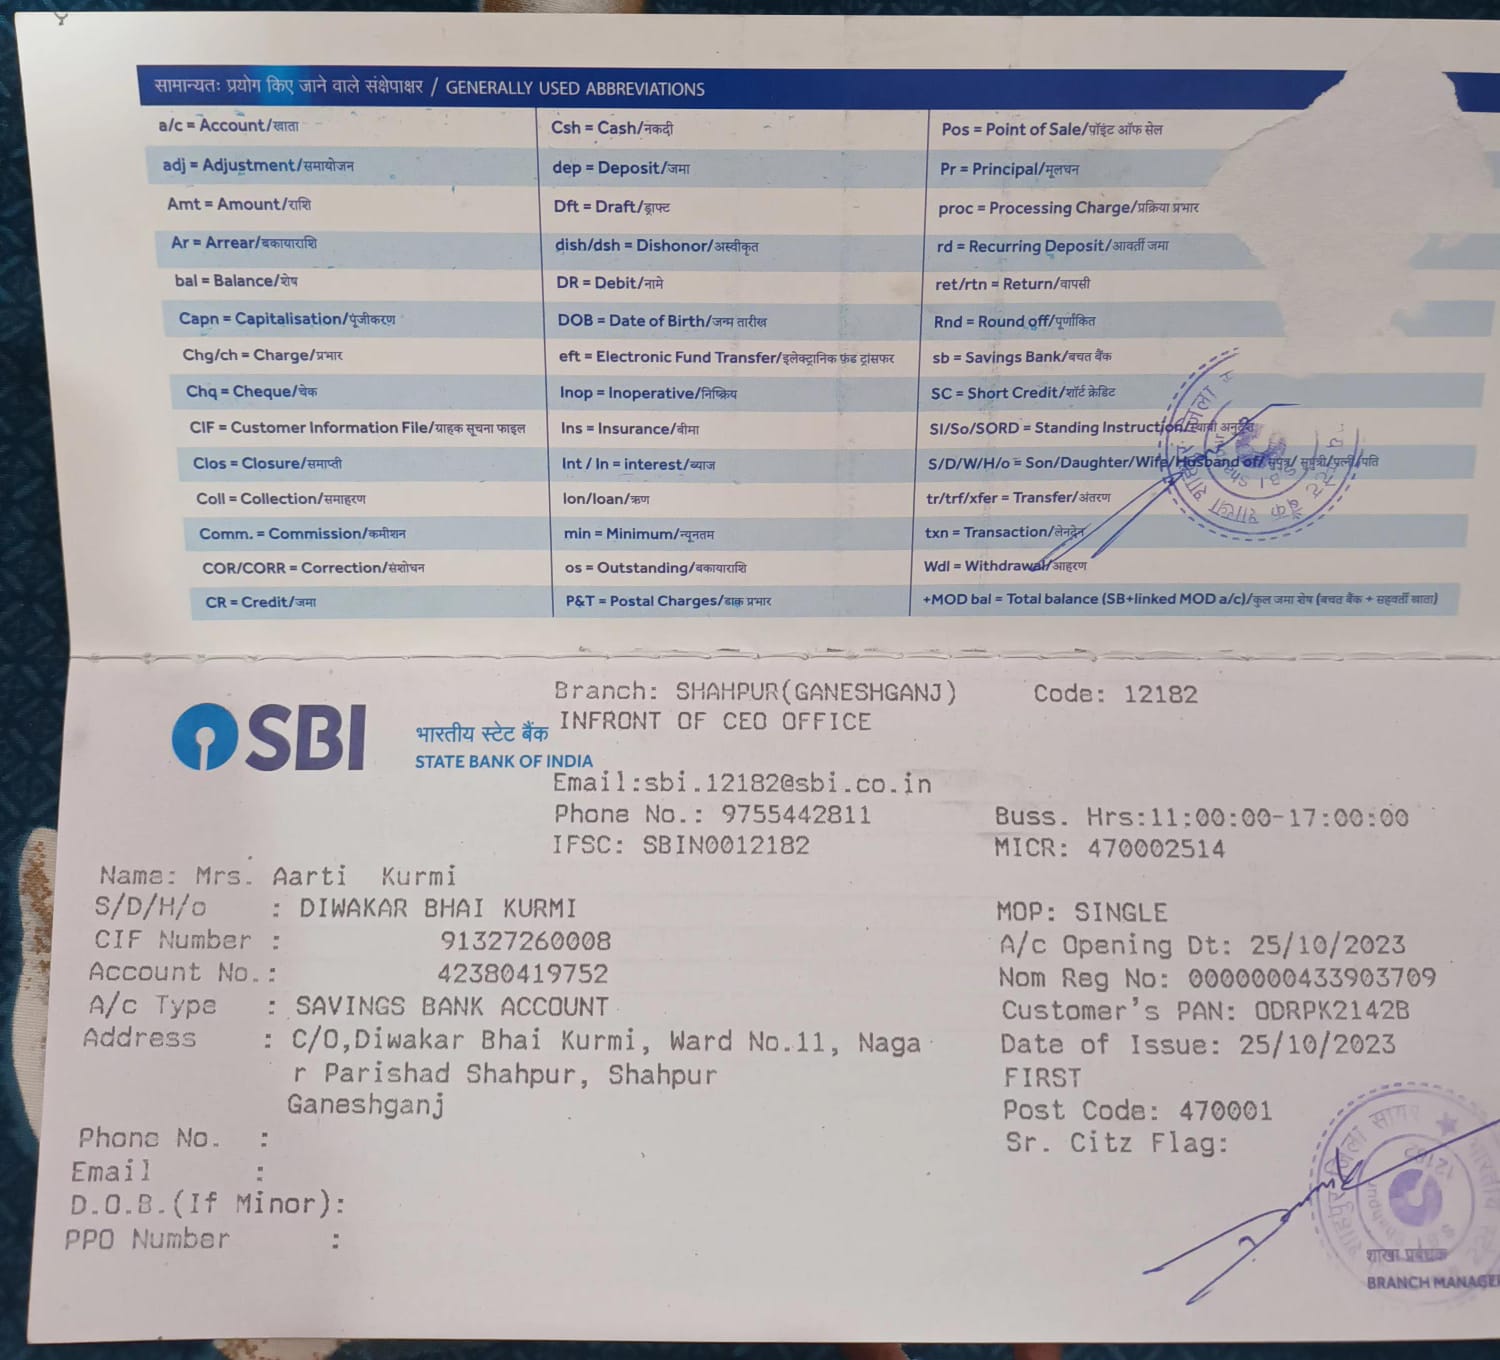 सामान्यतः प्रयोग किए जाने वाले संक्षेपाक्षर / GENERALLY USED ABBREVIATIONS
a/c = Account/खाता
adj = Adjustment/समायोजन
Amt = Amount/राशि
Ar = Arrear/बकायाराशि
bal = Balance/शेष
Capn = Capitalisation/पूंजीकरण
Chg/ch = Charge/प्रभार
Chq = Cheque/चेक
CIF = Customer Information File/ग्राहक सूचना फाइल
Clos = Closure/समाप्ती
Coll = Collection/समाहरण
Comm. = Commission/कमीशन
COR/CORR = Correction/संशोधन
CR = Credit/जमा
Csh = Cash/नकदी
dep = Deposit/जमा
Dft = Draft/ड्राफ्ट
dish/dsh = Dishonor/अस्वीकृत
DR = Debit/नामे
DOB = Date of Birth/जन्म तारीख
eft = Electronic Fund Transfer/इलेक्ट्रानिक फ़ंड ट्रांसफर
Inop = Inoperative/निष्क्रिय
Ins = Insurance/बीमा
Int / In = interest/ब्याज
lon/loan/ऋण
min = Minimum/न्यूनतम
os = Outstanding/बकायाराशि
P&T = Postal Charges/डाक प्रभार
Pos = Point of Sale/पॉइंट ऑफ सेल
Pr = Principal/मूलधन
proc = Processing Charge/प्रक्रिया प्रभार
rd = Recurring Deposit/आवर्ती जमा
ret/rtn = Return/वापसी
Rnd = Round off/पूर्णांकित
sb = Savings Bank/बचत बैंक
SC = Short Credit/शॉर्ट क्रेडिट
SI/So/SORD = Standing Instruction/स्थायी अनुदेश
S/D/W/H/o = Son/Daughter/Wife/Husband of/सुपुत्र/ सुपुत्री/पत्नी/पति
tr/trf/xfer = Transfer/अंतरण
txn = Transaction/लेनदेन
Wdl = Withdrawal/आहरण
+MOD bal = Total balance (SB+linked MOD a/c)/कुल जमा शेष (बचत बैंक + सहवर्ती खाता)
SBI
भारतीय स्टेट बैंक
STATE BANK OF INDIA
Branch: SHAHPUR(GANESHGANJ) Code: 12182
INFRONT OF CEO OFFICE
Email:sbi.12182@sbi.co.in
Phone No.: 9755442811 Buss. Hrs:11:00:00-17:00:00
IFSC: SBIN0012182 MICR: 470002514
Name: Mrs. Aarti Kurmi
S/D/H/o : DIWAKAR BHAI KURMI MOP: SINGLE
CIF Number : 91327260008 A/c Opening Dt: 25/10/2023
Account No.: 42380419752 Nom Reg No: 0000000433903709
A/c Type : SAVINGS BANK ACCOUNT Customer's PAN: ODRPK2142B
Address : C/O,Diwakar Bhai Kurmi, Ward No.11, Naga Date of Issue: 25/10/2023
r Parishad Shahpur, Shahpur FIRST
Ganeshganj Post Code: 470001
Phone No. : Sr. Citz Flag:
Email :
D.O.B.(If Minor):
PPO Number :
शाखा प्रबंधक
BRANCH MANAGER